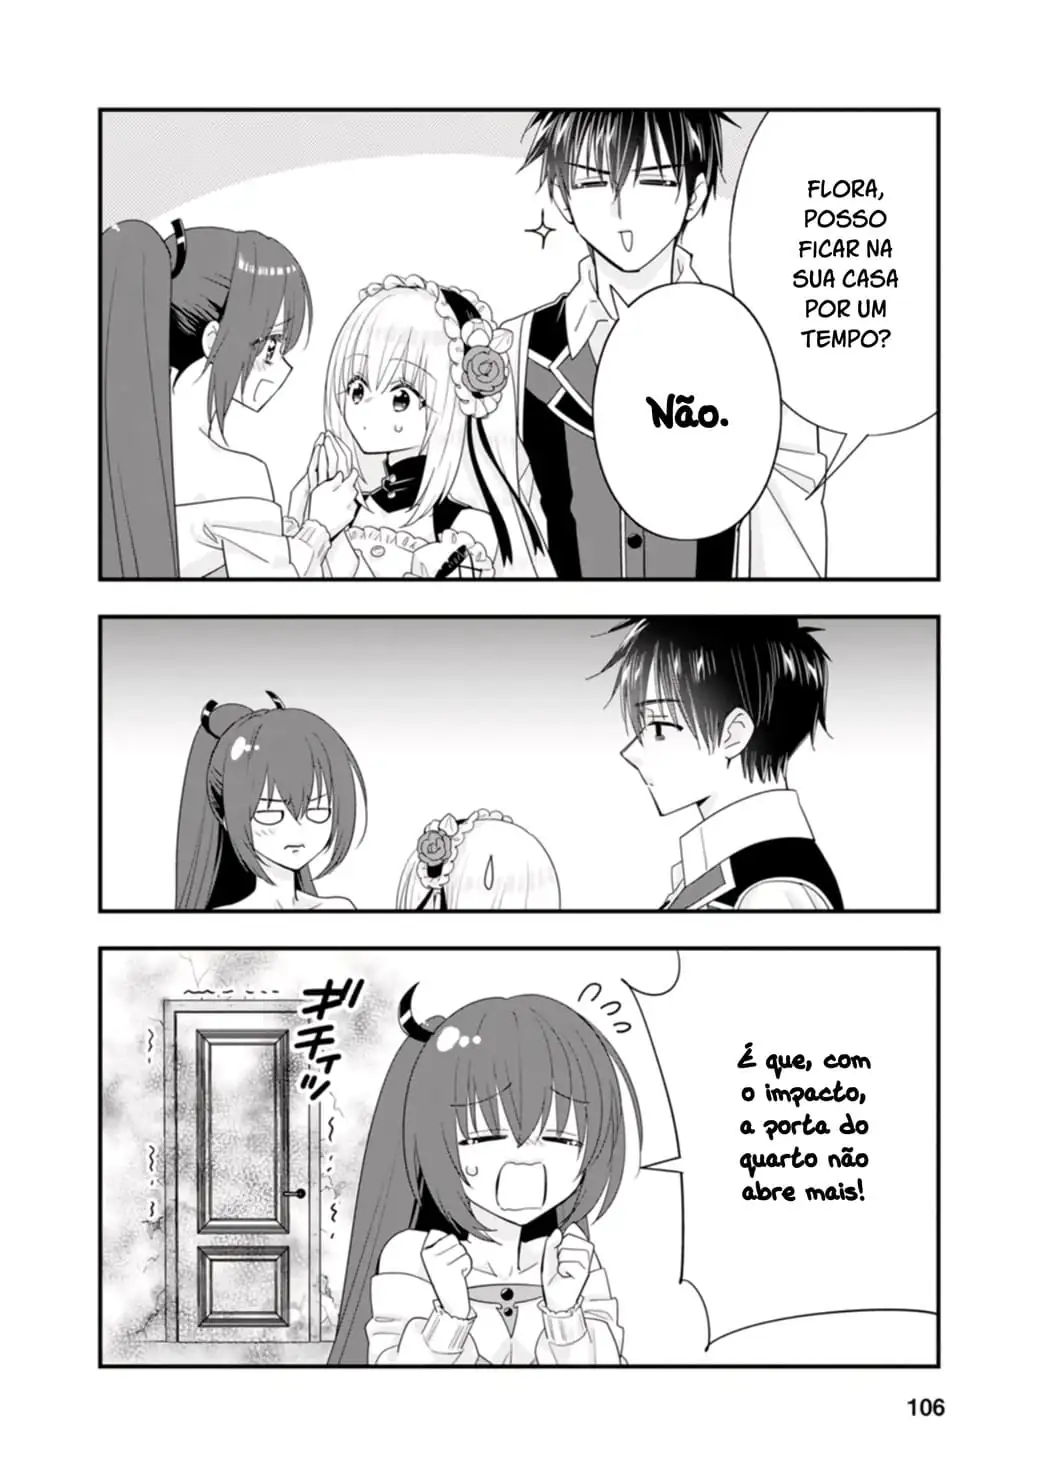 FLORA,
POSSO
FICAR NA
SUA CASA
POR UM
TEMPO?
Não.
É que, com
o impacto,
a porta do
quarto não
abre mais!
ギチィッ
106